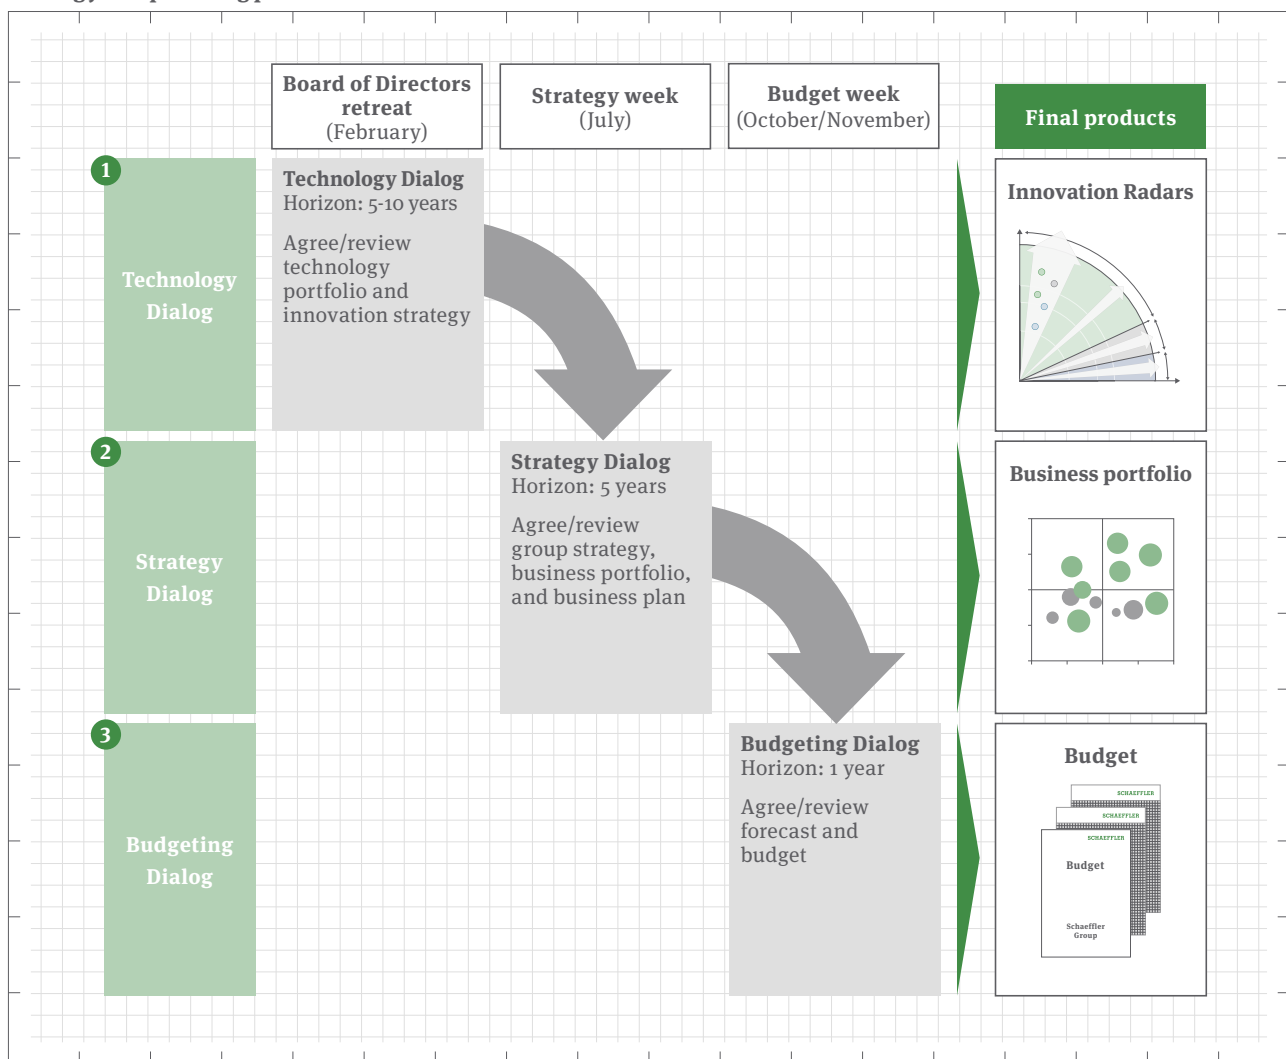 Board of Directors
retreat
(February)
Strategy week
(July)
Budget week
(October/November)
Final products
1
Technology
Dialog
Technology Dialog
Horizon: 5-10 years
Agree/review
technology
portfolio and
innovation strategy
Innovation Radars
2
Strategy
Dialog
Strategy Dialog
Horizon: 5 years
Agree/review
group strategy,
business portfolio,
and business plan
Business portfolio
3
Budgeting
Dialog
Budgeting Dialog
Horizon: 1 year
Agree/review
forecast and
budget
Budget
SCHAEFFLER
SCHAEFFLER
SCHAEFFLER
Budget
Schaeffler
Group